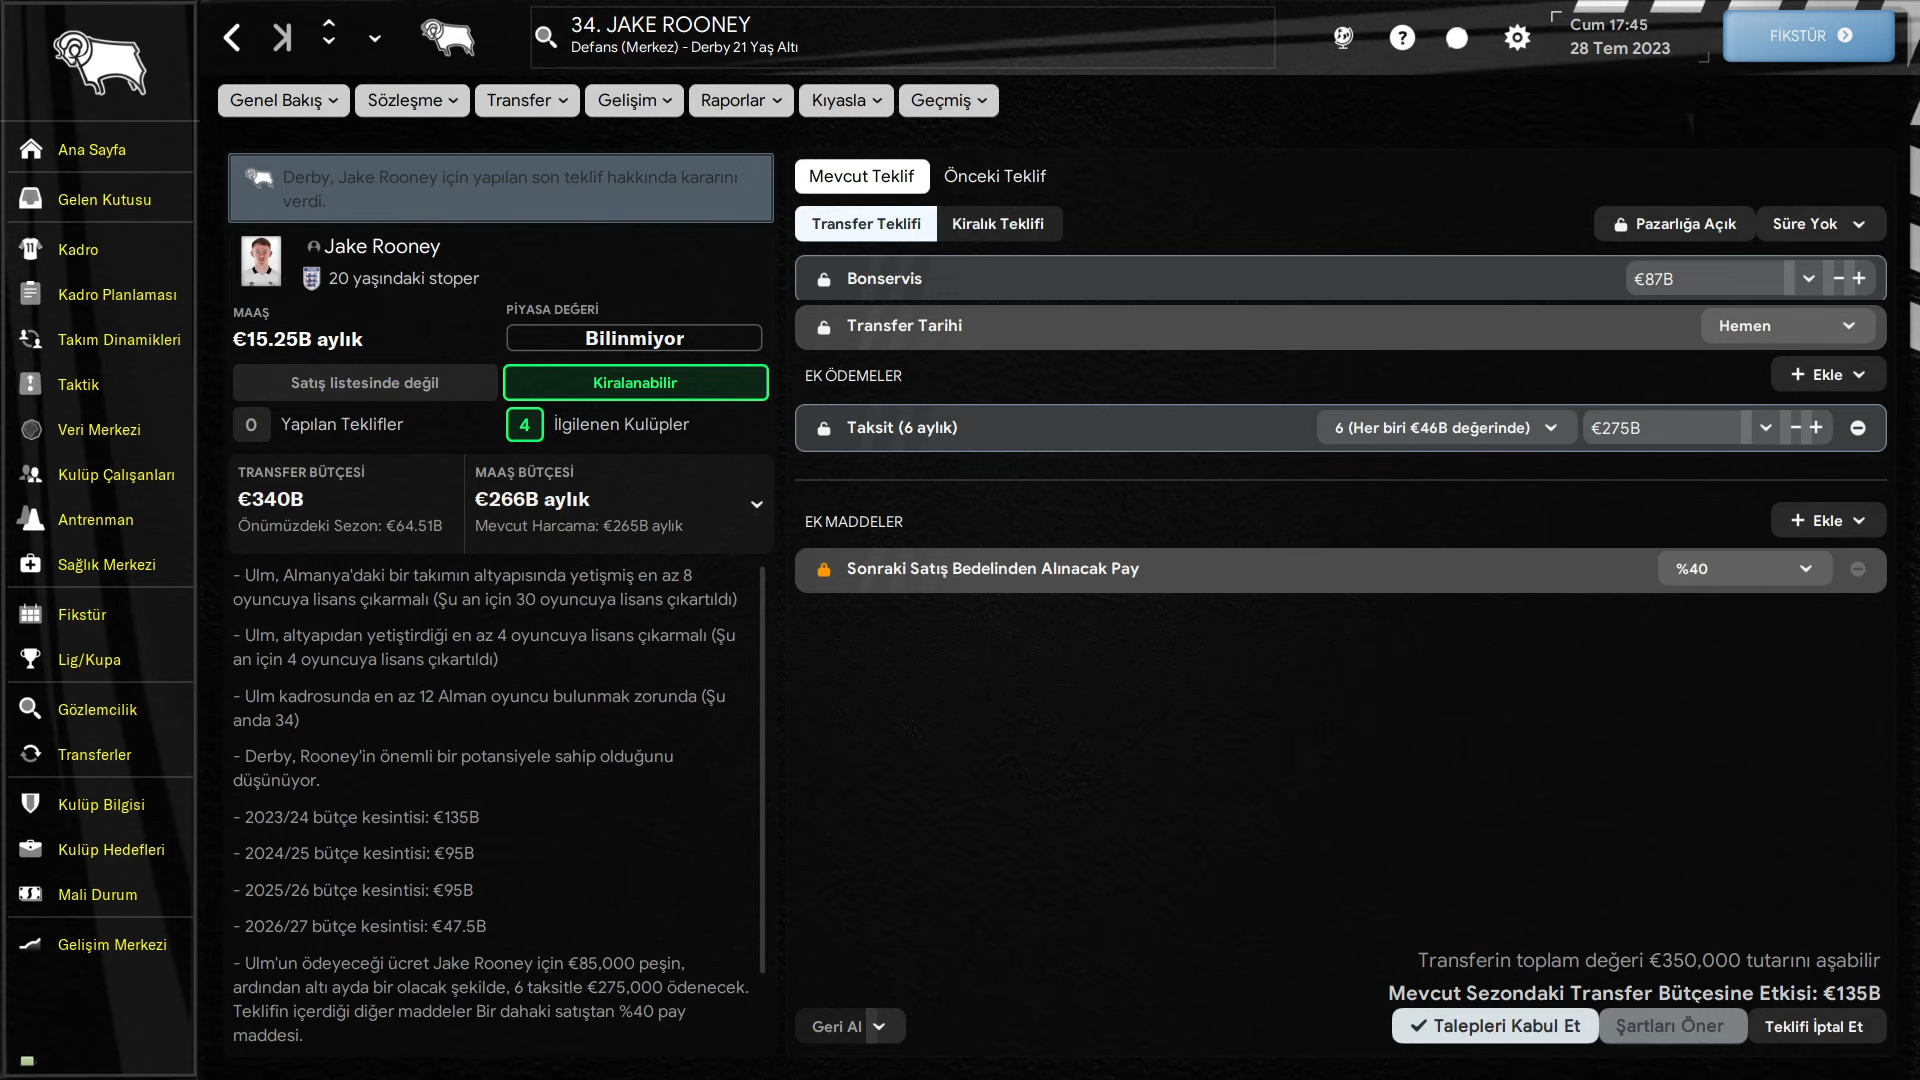 34. JAKE ROONEY
Defans (Merkez) - Derby 21 Yaş Altı
Cum 17:45
28 Tem 2023
FİKSTÜR
Genel Bakış
Sözleşme
Transfer
Gelişim
Raporlar
Kıyasla
Geçmiş
Ana Sayfa
Gelen Kutusu
Kadro
Kadro Planlaması
Takım Dinamikleri
Taktik
Veri Merkezi
Kulüp Çalışanları
Antrenman
Sağlık Merkezi
Fikstür
Lig/Kupa
Gözlemcilik
Transferler
Kulüp Bilgisi
Kulüp Hedefleri
Mali Durum
Gelişim Merkezi
Derby, Jake Rooney için yapılan son teklif hakkında kararını
verdi.
Jake Rooney
20 yaşındaki stoper
MAAŞ
€15.25B aylık
PİYASA DEĞERİ
Bilinmiyor
Satış listesinde değil
Kiralanabilir
0 Yapılan Teklifler
4 İlgilenen Kulüpler
TRANSFER BÜTÇESİ
€340B
Önümüzdeki Sezon: €64.51B
MAAŞ BÜTÇESİ
€266B aylık
Mevcut Harcama: €265B aylık
- Ulm, Almanya'daki bir takımın altyapısında yetişmiş en az 8
oyuncuya lisans çıkarmalı (Şu an için 30 oyuncuya lisans çıkartıldı)
- Ulm, altyapıdan yetiştirdiği en az 4 oyuncuya lisans çıkarmalı (Şu
an için 4 oyuncuya lisans çıkartıldı)
- Ulm kadrosunda en az 12 Alman oyuncu bulunmak zorunda (Şu
anda 34)
- Derby, Rooney'in önemli bir potansiyele sahip olduğunu
düşünüyor.
- 2023/24 bütçe kesintisi: €135B
- 2024/25 bütçe kesintisi: €95B
- 2025/26 bütçe kesintisi: €95B
- 2026/27 bütçe kesintisi: €47.5B
- Ulm'un ödeyeceği ücret Jake Rooney için €85,000 peşin,
ardından altı ayda bir olacak şekilde, 6 taksitle €275,000 ödenecek.
Teklifin içerdiği diğer maddeler Bir dahaki satıştan %40 pay
maddesi.
Mevcut Teklif
Önceki Teklif
Transfer Teklifi
Kiralık Teklifi
Pazarlığa Açık
Süre Yok
Bonservis
€87B
Transfer Tarihi
Hemen
EK ÖDEMELER
Ekle
Taksit (6 aylık)
6 (Her biri €46B değerinde)
€275B
EK MADDELER
Ekle
Sonraki Satış Bedelinden Alınacak Pay
%40
Transferin toplam değeri €350,000 tutarını aşabilir
Mevcut Sezondaki Transfer Bütçesine Etkisi: €135B
Geri Al
Talepleri Kabul Et
Şartları Öner
Teklifi İptal Et